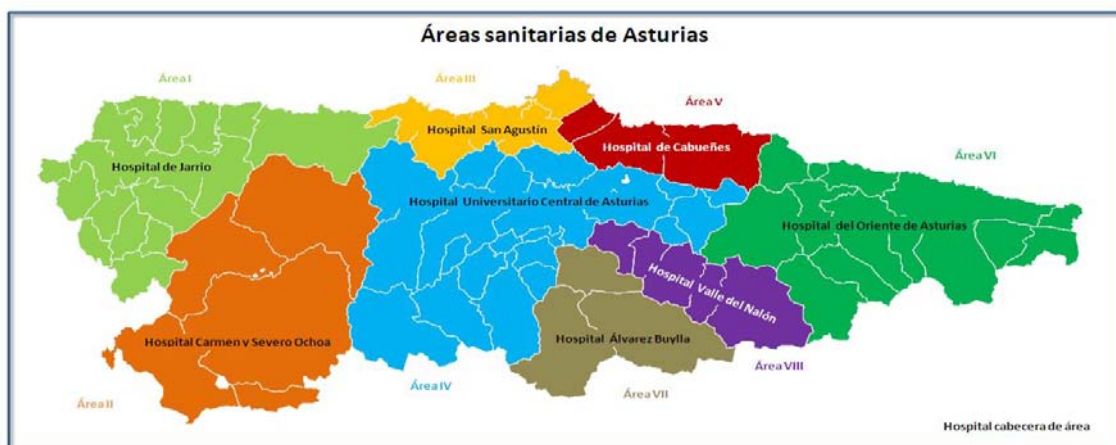 Áreas sanitarias de Asturias
Área I
Área III
Área V
Hospital San Agustín
Hospital de Cabueñes
Área VI
Hospital de Jarrio
Hospital Universitario Central de Asturias
Hospital del Oriente de Asturias
Hospital Valle del Nalón
Hospital Carmen y Severo Ochoa
Hospital Álvarez Buylla
Área VIII
Área IV
Área VII
Área II
Hospital cabecera de área